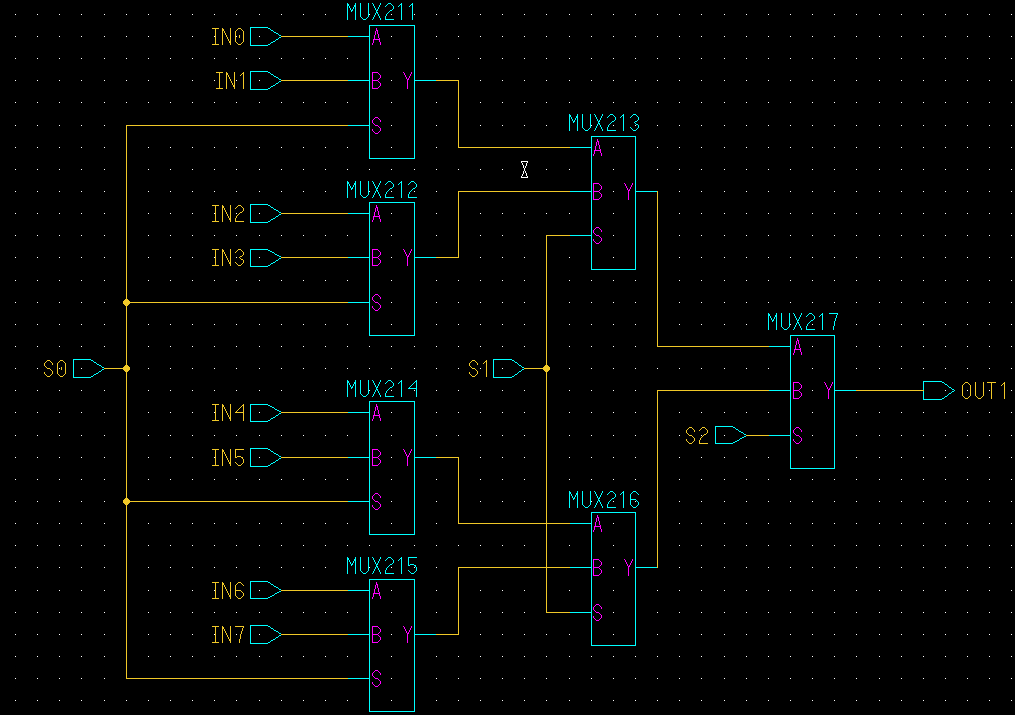 MUX211
IN0
A
IN1
B
Y
S
MUX213
A
MUX212
B
Y
IN2
A
S
IN3
B
Y
S
MUX217
A
S0
S1
MUX214
B
Y
OUT1
IN4
A
S2
S
IN5
B
Y
S
MUX216
A
MUX215
B
Y
IN6
A
S
IN7
B
Y
S